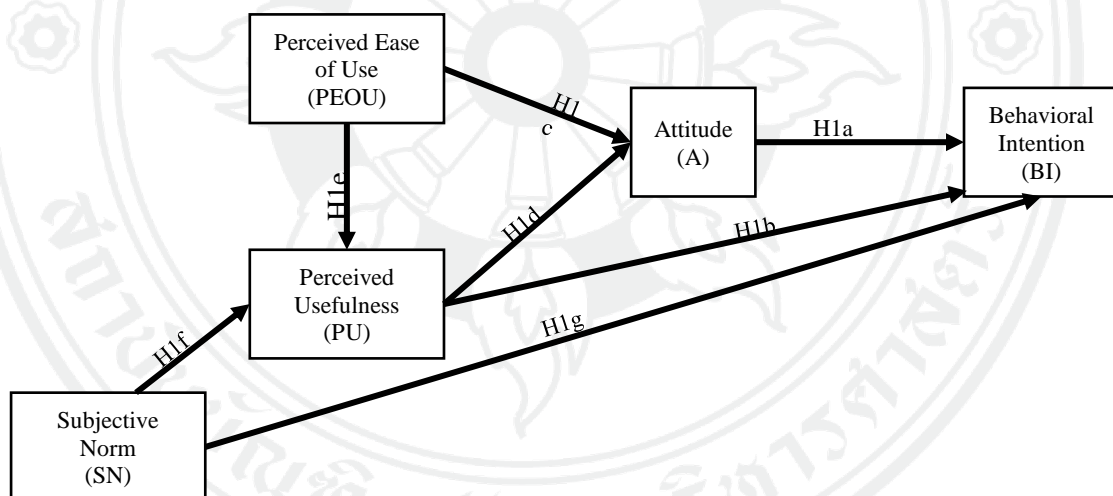 Perceived Ease
of Use
(PEOU)
H1
c
Attitude
(A)
H1a
Behavioral
Intention
(BI)
H1e
H1d
H1b
Perceived
Usefulness
(PU)
H1g
H1f
Subjective
Norm
(SN)